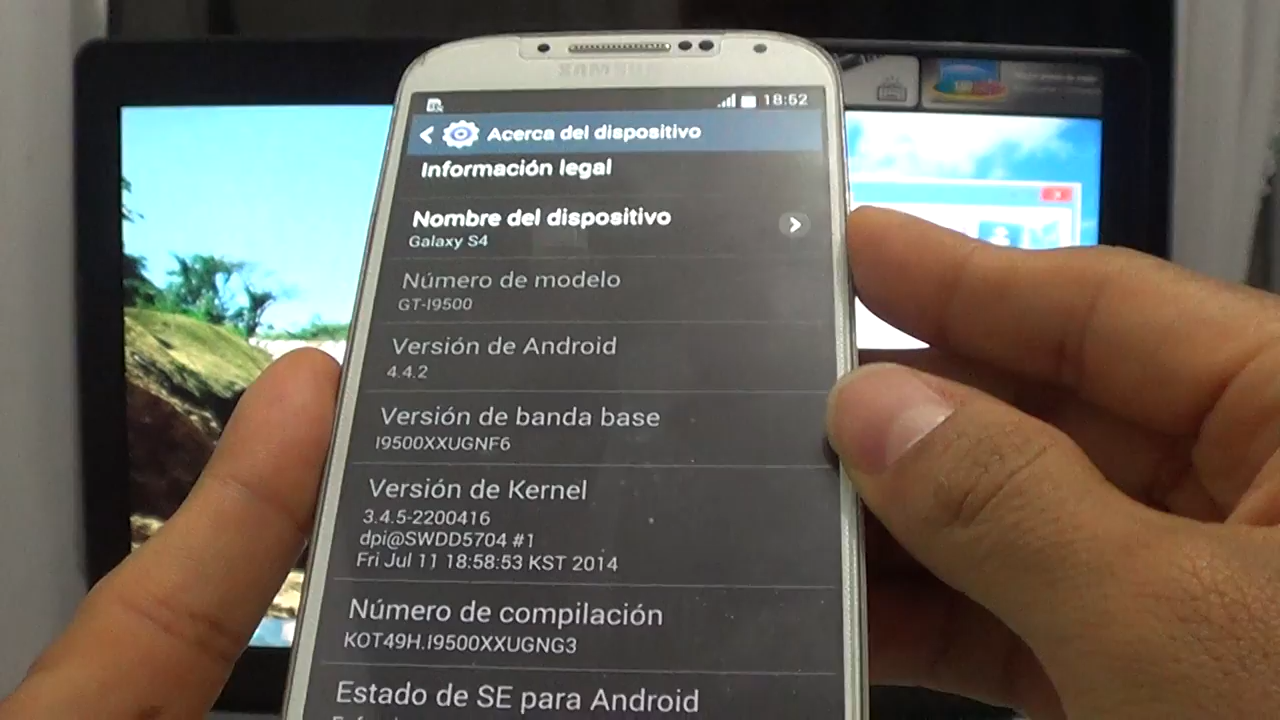 SAMSUNG
18:52
Acerca del dispositivo
Información legal
Nombre del dispositivo
Galaxy S4
Número de modelo
GT-I9500
Versión de Android
4.4.2
Versión de banda base
I9500XXUGNF6
Versión de Kernel
3.4.5-2200416
dpi@SWDD5704 #1
Fri Jul 11 18:58:53 KST 2014
Número de compilación
KOT49H.I9500XXUGNG3
Estado de SE para Android